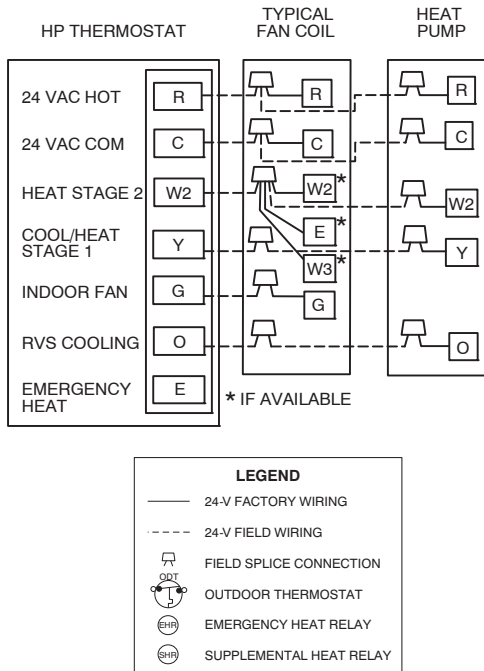 HP THERMOSTAT
TYPICAL
FAN COIL
HEAT
PUMP
24 VAC HOT R R R
24 VAC COM C C C
HEAT STAGE 2 W2 W2* W2
E*
COOL/HEAT
STAGE 1 Y W3* Y
INDOOR FAN G G
RVS COOLING O O
EMERGENCY
HEAT E
* IF AVAILABLE
LEGEND
24-V FACTORY WIRING
24-V FIELD WIRING
FIELD SPLICE CONNECTION
ODT
OUTDOOR THERMOSTAT
EHR EMERGENCY HEAT RELAY
SHR SUPPLEMENTAL HEAT RELAY